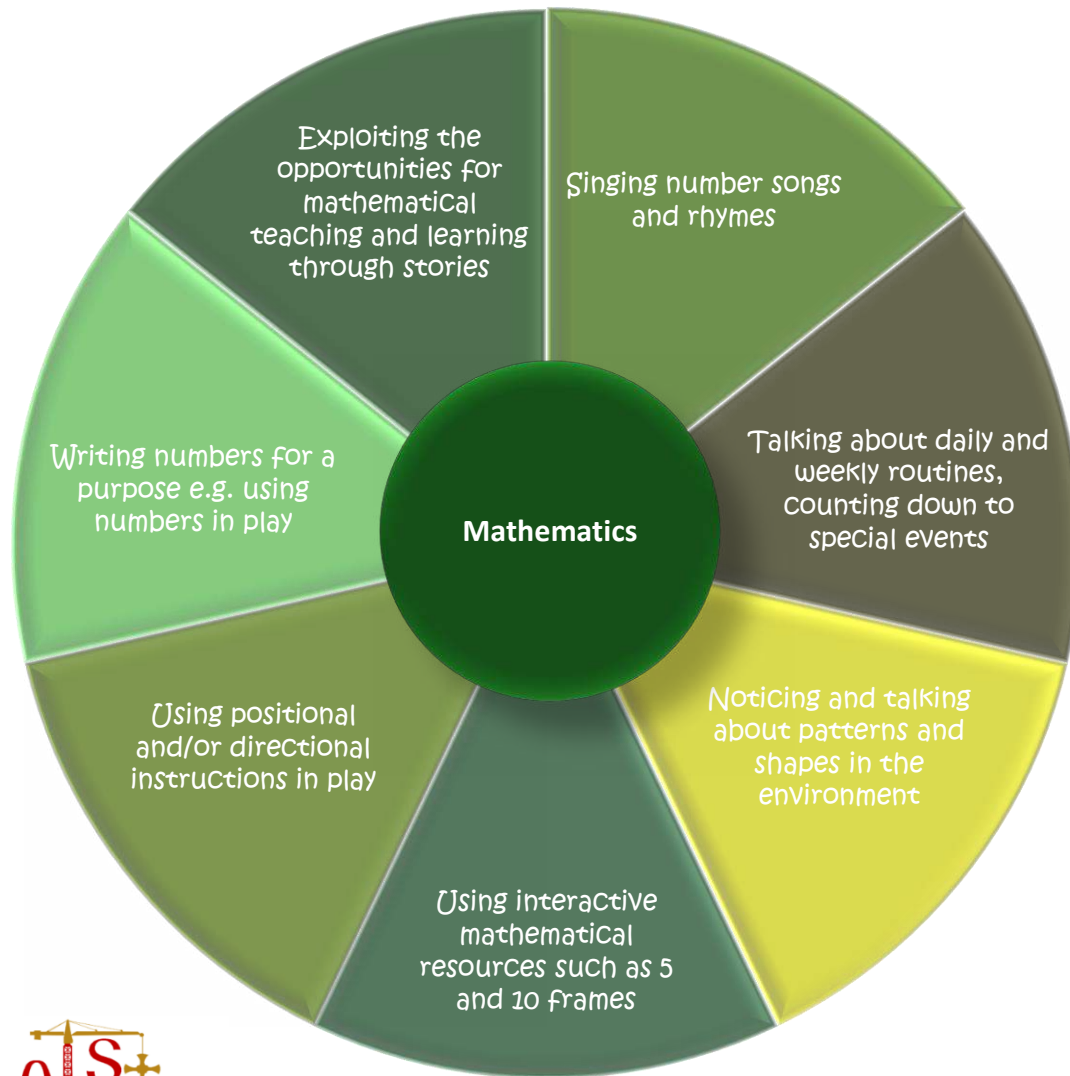 Exploiting the
opportunities for
mathematical
teaching and learning
through stories
Singing number songs
and rhymes
Talking about daily and
weekly routines,
counting down to
special events
Noticing and talking
about patterns and
shapes in the
environment
Using interactive
mathematical
resources such as 5
and 10 frames
Using positional
and/or directional
instructions in play
Writing numbers for a
purpose e.g. using
numbers in play
Mathematics